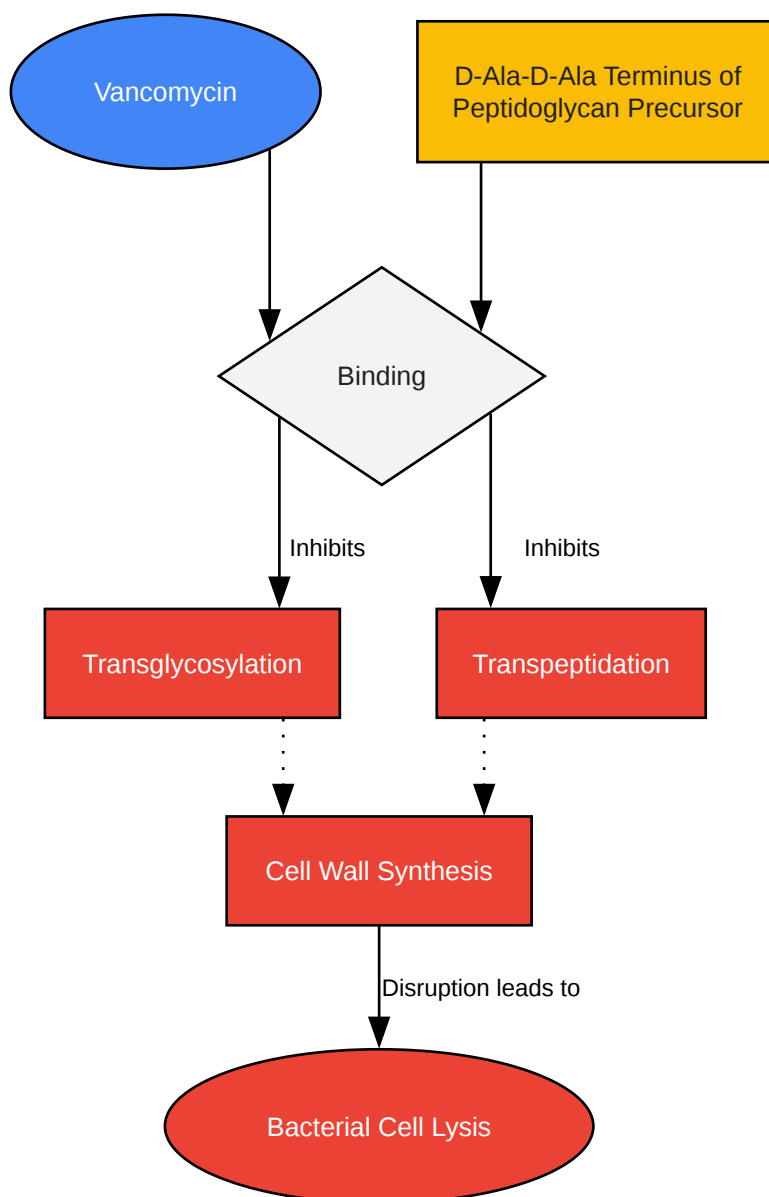 Vancomycin
D-Ala-D-Ala Terminus of
Peptidoglycan Precursor
Binding
Inhibits
Inhibits
Transglycosylation
Transpeptidation
Cell Wall Synthesis
Disruption leads to
Bacterial Cell Lysis